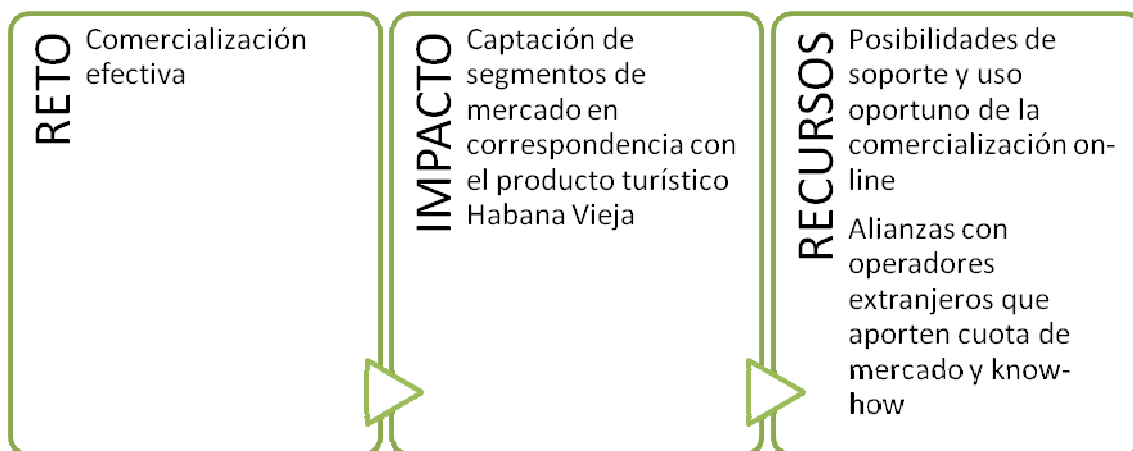 RETO
Comercialización
efectiva
IMPACTO
Captación de
segmentos de
mercado en
correspondencia con
el producto turístico
Habana Vieja
RECURSOS
Posibilidades de
soporte y uso
oportuno de la
comercialización on-
line
Alianzas con
operadores
extranjeros que
aporten cuota de
mercado y know-
how